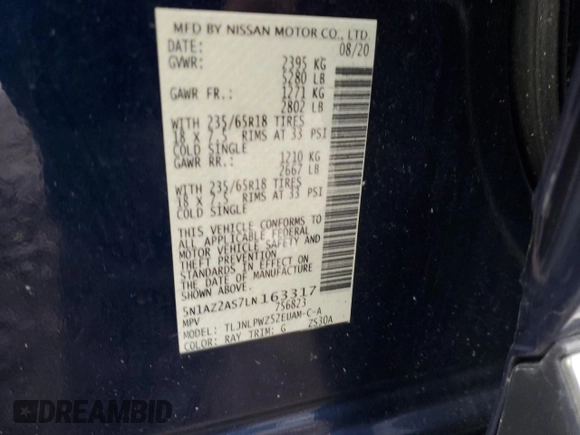 MFD BY NISSAN MOTOR CO., LTD.
DATE: 08/20
GVWR: 2395 KG
5280 LB
GAWR FR.: 1271 KG
2802 LB
WITH 235/65R18 TIRES
18 X 7.5 RIMS AT 33 PSI
COLD SINGLE
GAWR RR.: 1210 KG
2667 LB
WITH 235/65R18 TIRES
18 X 7.5 RIMS AT 33 PSI
COLD SINGLE
THIS VEHICLE CONFORMS TO
ALL APPLICABLE FEDERAL
MOTOR VEHICLE SAFETY AND
THEFT PREVENTION
STANDARDS IN EFFECT ON
THE DATE OF MANUFACTURE
SHOWN ABOVE.
5N1AZ2AS7LN163317
MPV 756823
MODEL: TLJNLPWZ52EUAM-C-A
COLOR: RAY TRIM: G ZS30A
DREAMBID